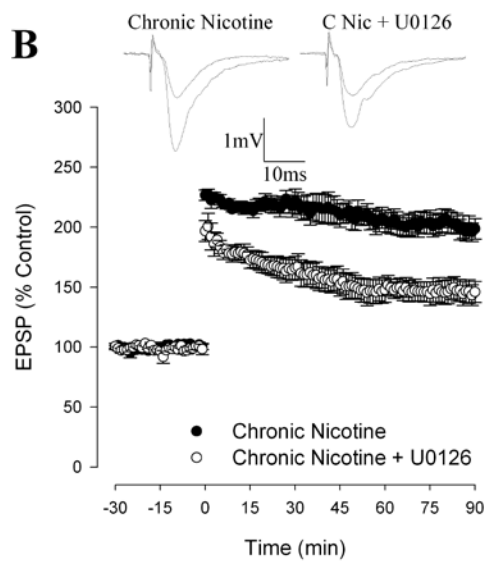 B
Chronic Nicotine
C Nic + U0126
1mV
10ms
300
250
200
150
100
50
0
EPSP (% Control)
Chronic Nicotine
Chronic Nicotine + U0126
-30 -15 0 15 30 45 60 75 90
Time (min)